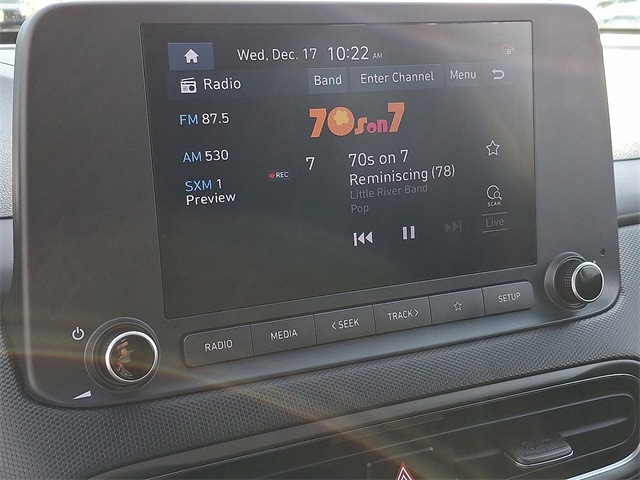 Wed, Dec. 17 10:22 AM
Radio
Band Enter Channel Menu
FM 87.5
70s on 7
AM 530
7 70s on 7
REC
Reminiscing (78)
SXM 1
Preview
Little River Band
Pop
SCAN
Live
RADIO MEDIA < SEEK TRACK > SETUP